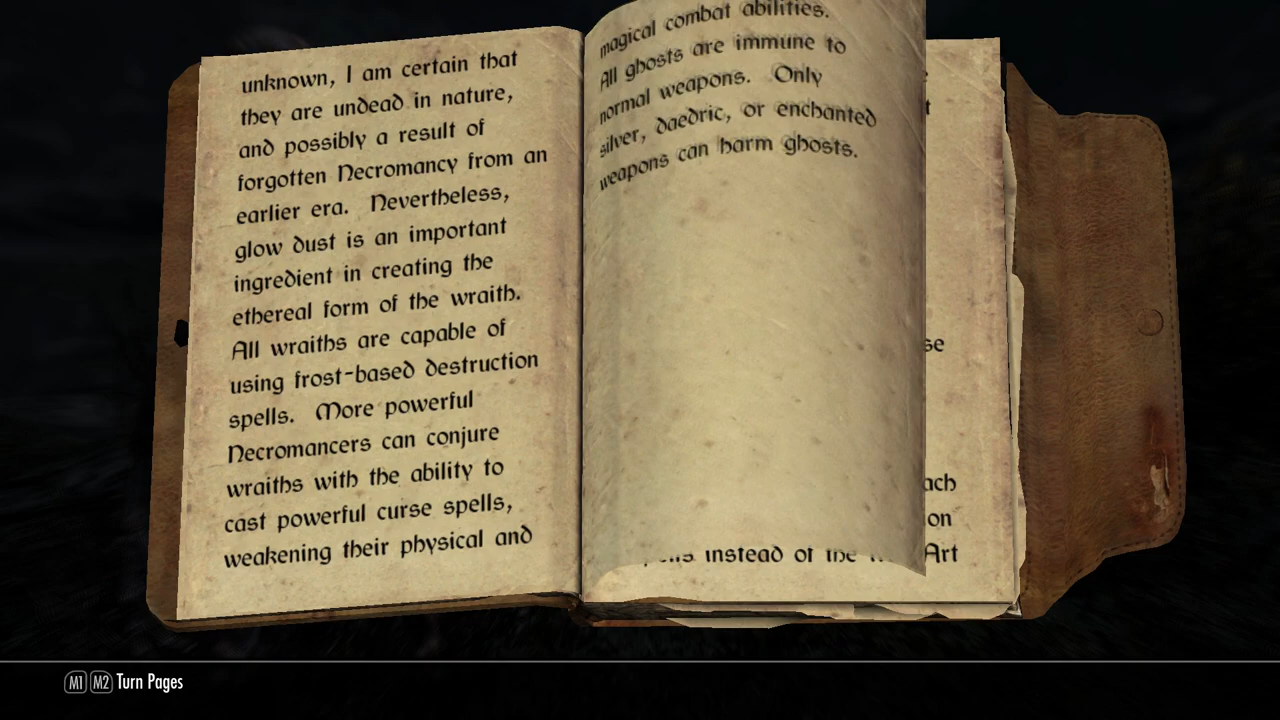 unknown, I am certain that
they are undead in nature,
and possibly a result of
forgotten Necromancy from an
earlier era. Nevertheless,
glow dust is an important
ingredient in creating the
ethereal form of the wraith.
All wraiths are capable of
using frost-based destruction
spells. More powerful
Necromancers can conjure
wraiths with the ability to
cast powerful curse spells,
weakening their physical and
magical combat abilities.
All ghosts are immune to
normal weapons. Only
silver, daedric, or enchanted
weapons can harm ghosts.
instead of the Art
M1 M2 Turn Pages